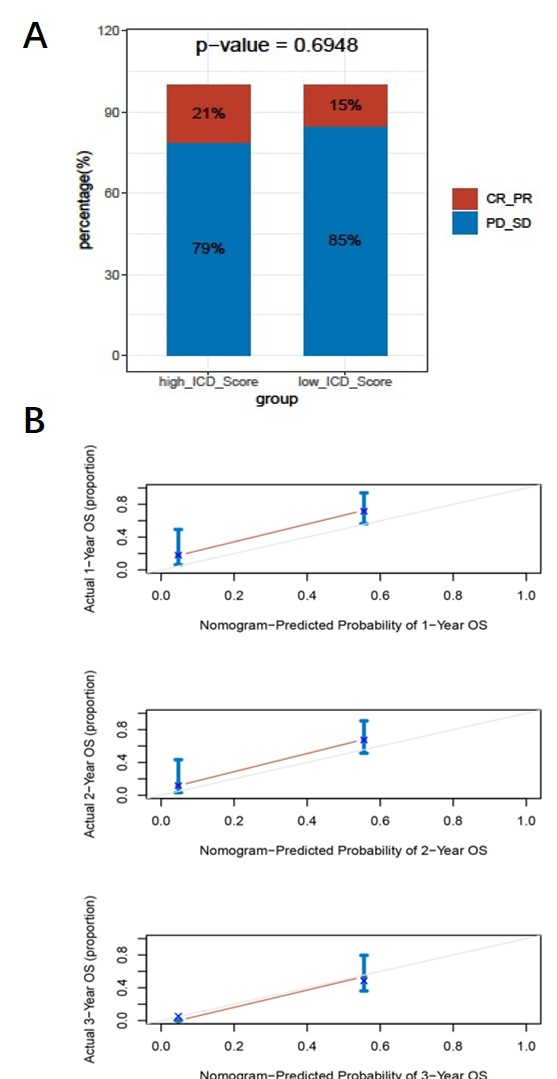 A
p-value = 0.6948
120
90
60
30
0
percentage(%)
21%
15%
79%
85%
high_ICD_Score
low_ICD_Score
group
CR_PR
PD_SD
B
Actual 1-Year OS (proportion)
0.8
0.4
0.0
0.0 0.2 0.4 0.6 0.8 1.0
Nomogram-Predicted Probability of 1-Year OS
Actual 2-Year OS (proportion)
0.8
0.4
0.0
0.0 0.2 0.4 0.6 0.8 1.0
Nomogram-Predicted Probability of 2-Year OS
Actual 3-Year OS (proportion)
0.8
0.4
0.0
0.0 0.2 0.4 0.6 0.8 1.0
Nomogram-Predicted Probability of 3-Year OS